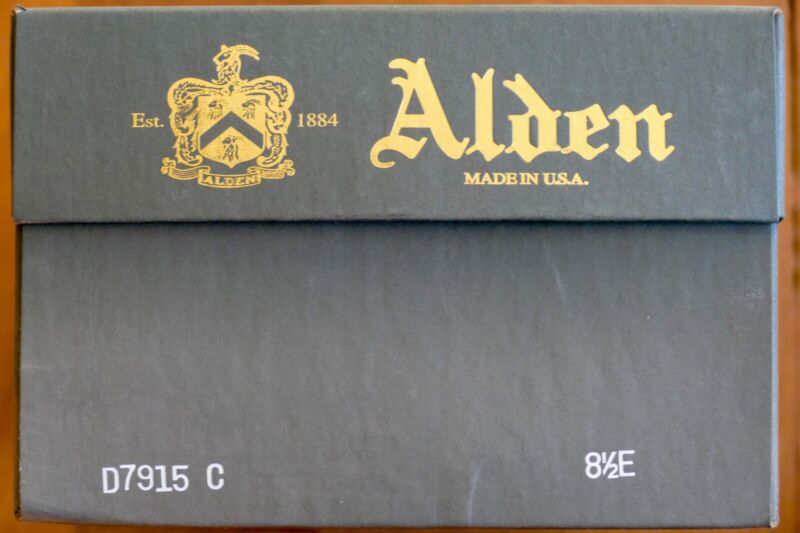 Est. 1884
ALDEN
Alden
MADE IN U.S.A.
D7915 C
8½E